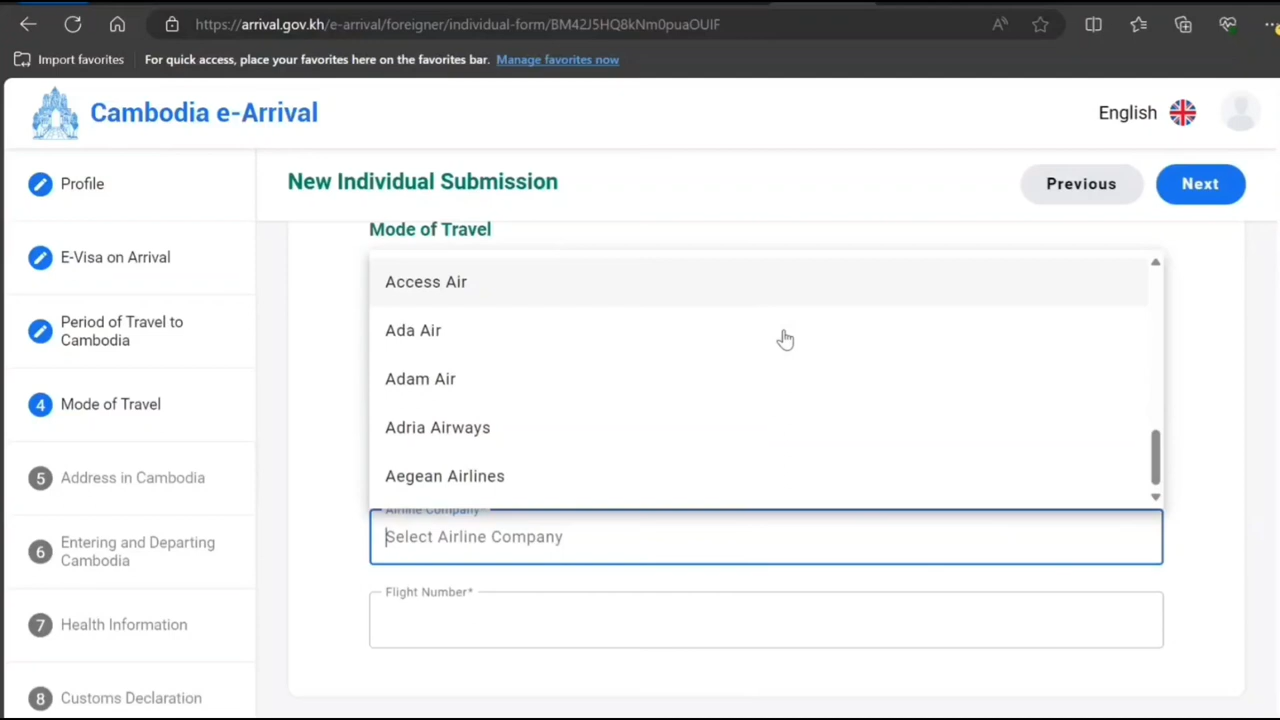 https://arrival.gov.kh/e-arrival/foreigner/individual-form/BM42J5HQ8kNm0puaOUIF
Import favorites
For quick access, place your favorites here on the favorites bar. Manage favorites now
Cambodia e-Arrival
English
Profile
E-Visa on Arrival
Period of Travel to
Cambodia
4 Mode of Travel
5 Address in Cambodia
6 Entering and Departing
Cambodia
7 Health Information
8 Customs Declaration
New Individual Submission
Previous
Next
Mode of Travel
Access Air
Ada Air
Adam Air
Adria Airways
Aegean Airlines
Airline Company*
Select Airline Company
Flight Number*